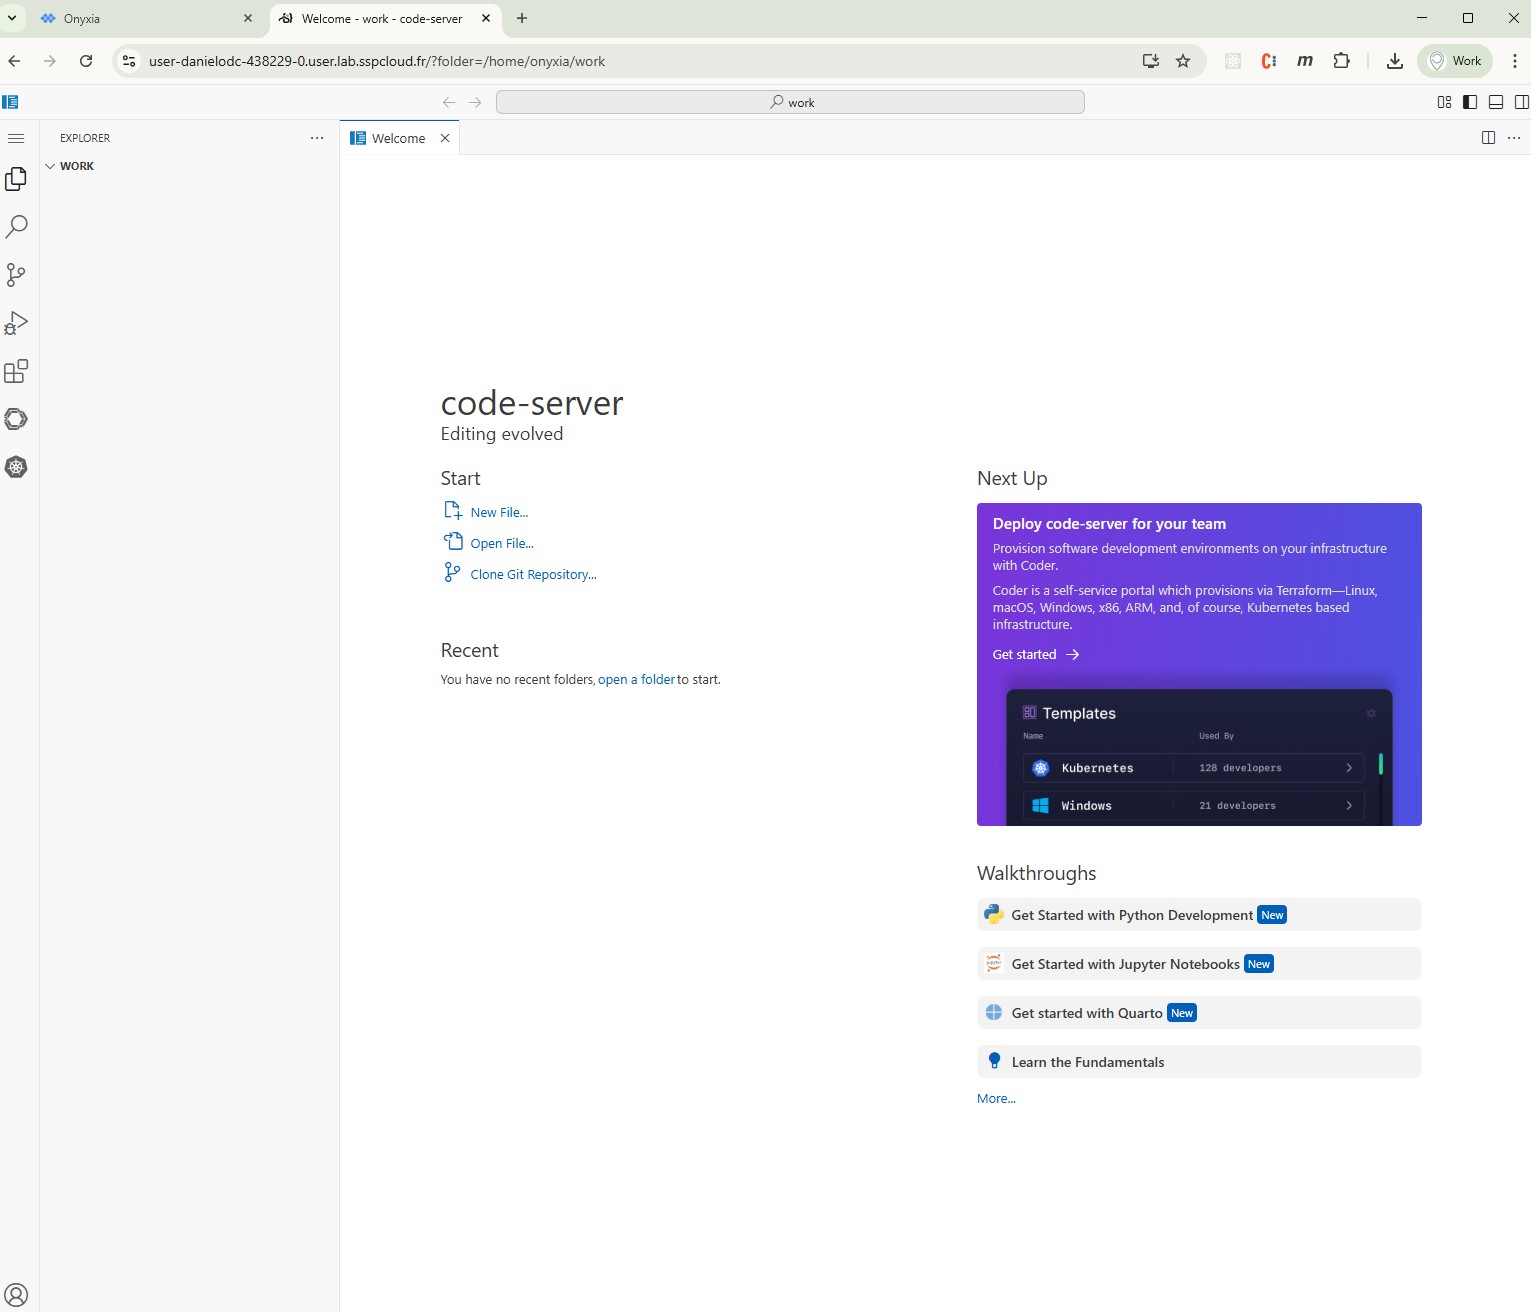 Onyxia
Welcome - work - code-server
user-danielodc-438229-0.user.lab.sspcloud.fr/?folder=/home/onyxia/work
Work
work
EXPLORER
WORK
Welcome
code-server
Editing evolved
Start
New File...
Open File...
Clone Git Repository...
Recent
You have no recent folders, open a folder to start.
Next Up
Deploy code-server for your team
Provision software development environments on your infrastructure
with Coder.
Coder is a self-service portal which provisions via Terraform—Linux,
macOS, Windows, x86, ARM, and, of course, Kubernetes based
infrastructure.
Get started
Templates
Name Used By
Kubernetes 128 developers
Windows 21 developers
Walkthroughs
Get Started with Python Development New
Get Started with Jupyter Notebooks New
Get started with Quarto New
Learn the Fundamentals
More...